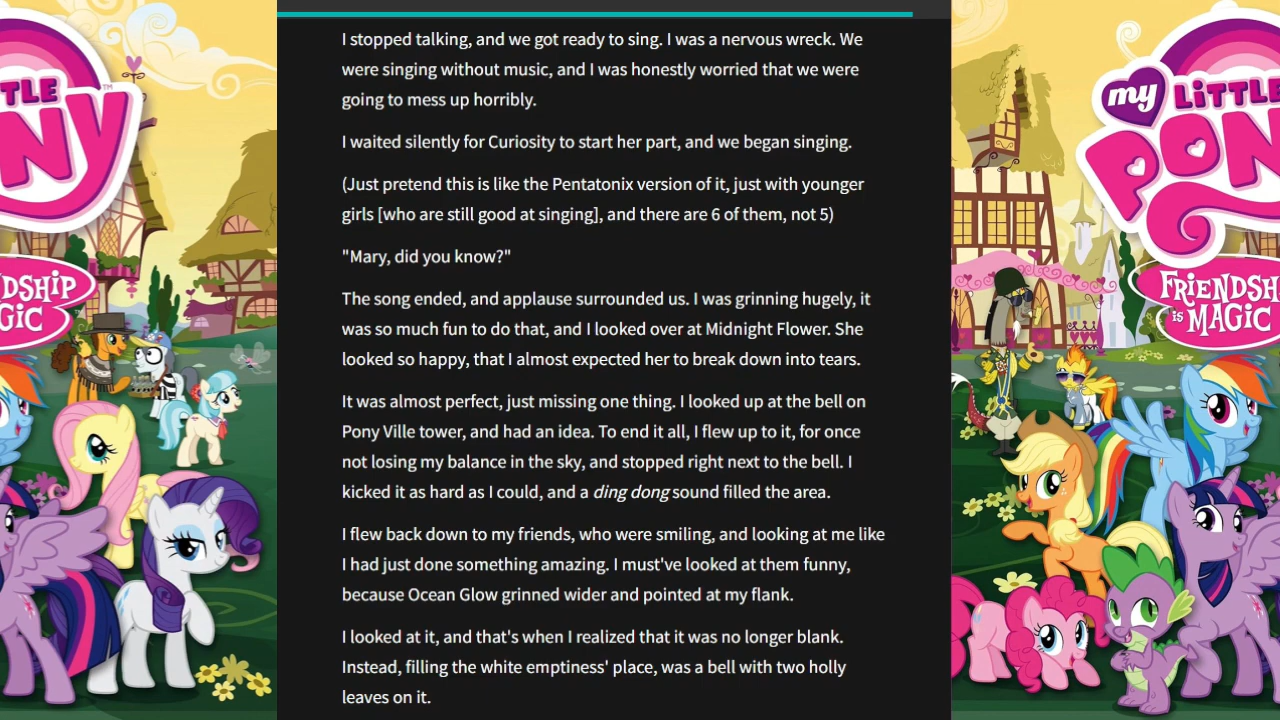 I stopped talking, and we got ready to sing. I was a nervous wreck. We
were singing without music, and I was honestly worried that we were
going to mess up horribly.
I waited silently for Curiosity to start her part, and we began singing.
(Just pretend this is like the Pentatonix version of it, just with younger
girls [who are still good at singing], and there are 6 of them, not 5)
"Mary, did you know?"
The song ended, and applause surrounded us. I was grinning hugely, it
was so much fun to do that, and I looked over at Midnight Flower. She
looked so happy, that I almost expected her to break down into tears.
It was almost perfect, just missing one thing. I looked up at the bell on
Pony Ville tower, and had an idea. To end it all, I flew up to it, for once
not losing my balance in the sky, and stopped right next to the bell. I
kicked it as hard as I could, and a ding dong sound filled the area.
I flew back down to my friends, who were smiling, and looking at me like
I had just done something amazing. I must've looked at them funny,
because Ocean Glow grinned wider and pointed at my flank.
I looked at it, and that's when I realized that it was no longer blank.
Instead, filling the white emptiness' place, was a bell with two holly
leaves on it.
TLE
NY
TM
NDSHIP
GIC
my LITTLE
PON
FRIENDSH
is MAGIC